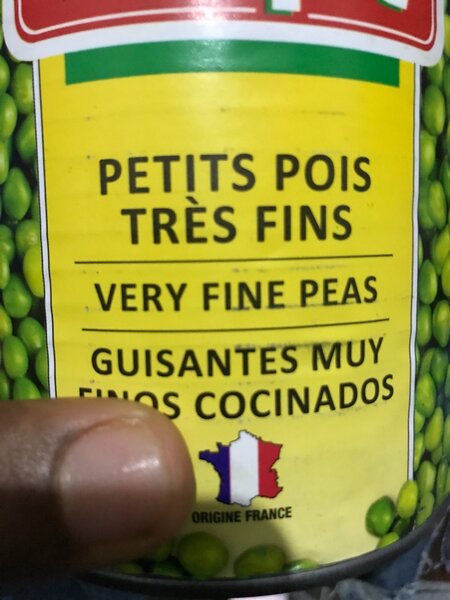 PETITS POIS
TRÈS FINS
VERY FINE PEAS
GUISANTES MUY
FINOS COCINADOS
ORIGINE FRANCE